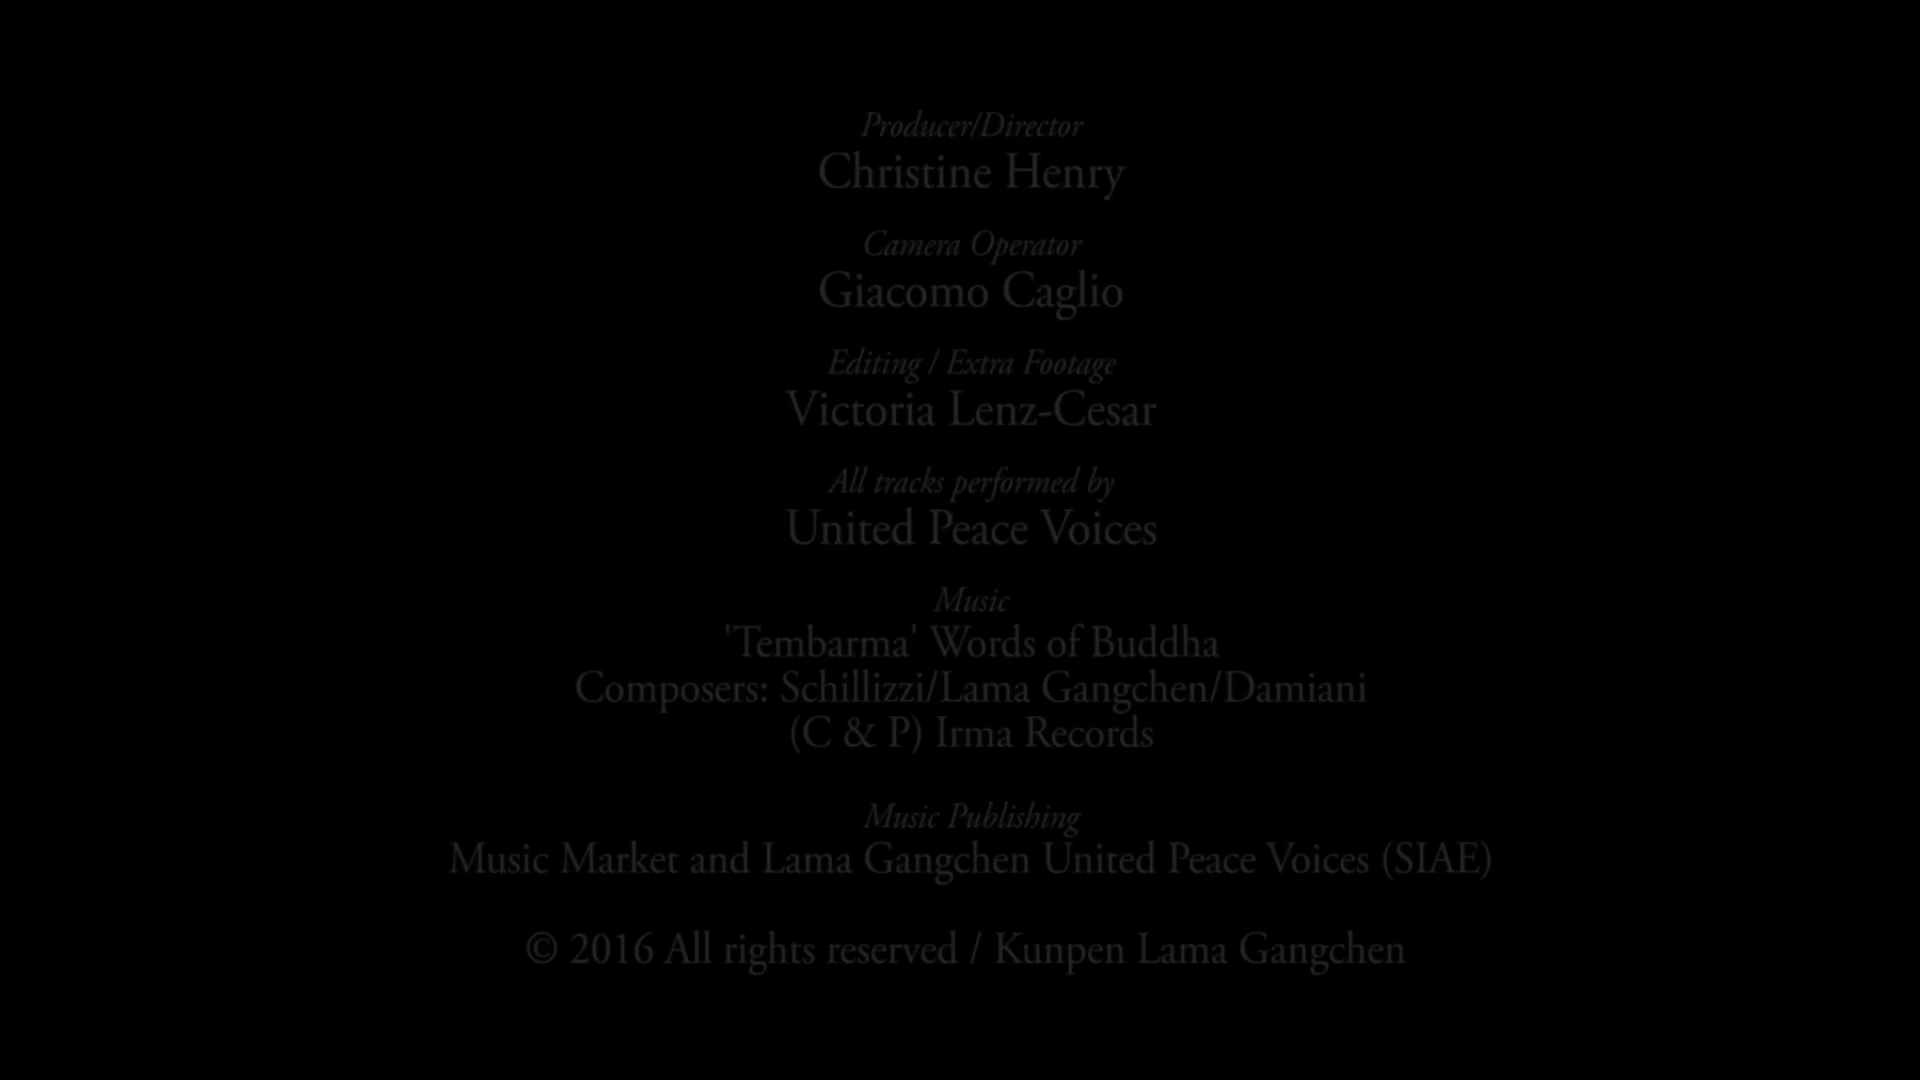 Producer/Director
Christine Henry
Camera Operator
Giacomo Caglio
Editing / Extra Footage
Victoria Lenz-Cesar
All tracks performed by
United Peace Voices
Music
'Tembarma' Words of Buddha
Composers: Schillizzi/Lama Gangchen/Damiani
(C & P) Irma Records
Music Publishing
Music Market and Lama Gangchen United Peace Voices (SIAE)
© 2016 All rights reserved / Kunpen Lama Gangchen